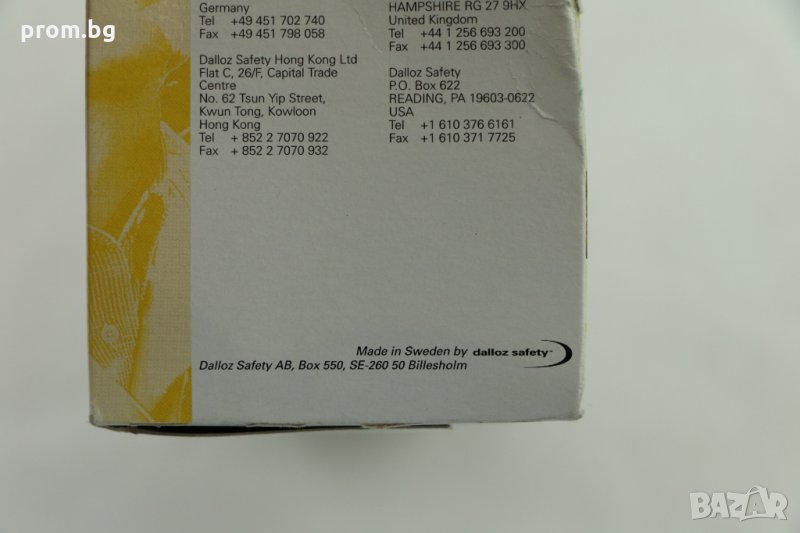 prom.bg
Germany
Tel +49 451 702 740
Fax +49 451 798 058
Dalloz Safety Hong Kong Ltd
Flat C, 26/F, Capital Trade
Centre
No. 62 Tsun Yip Street,
Kwun Tong, Kowloon
Hong Kong
Tel + 852 2 7070 922
Fax + 852 2 7070 932
HAMPSHIRE RG 27 9HX
United Kingdom
Tel +44 1 256 693 200
Fax +44 1 256 693 300
Dalloz Safety
P.O. Box 622
READING, PA 19603-0622
USA
Tel +1 610 376 6161
Fax +1 610 371 7725
Made in Sweden by dalloz safety™
Dalloz Safety AB, Box 550, SE-260 50 Billesholm
BAZAR